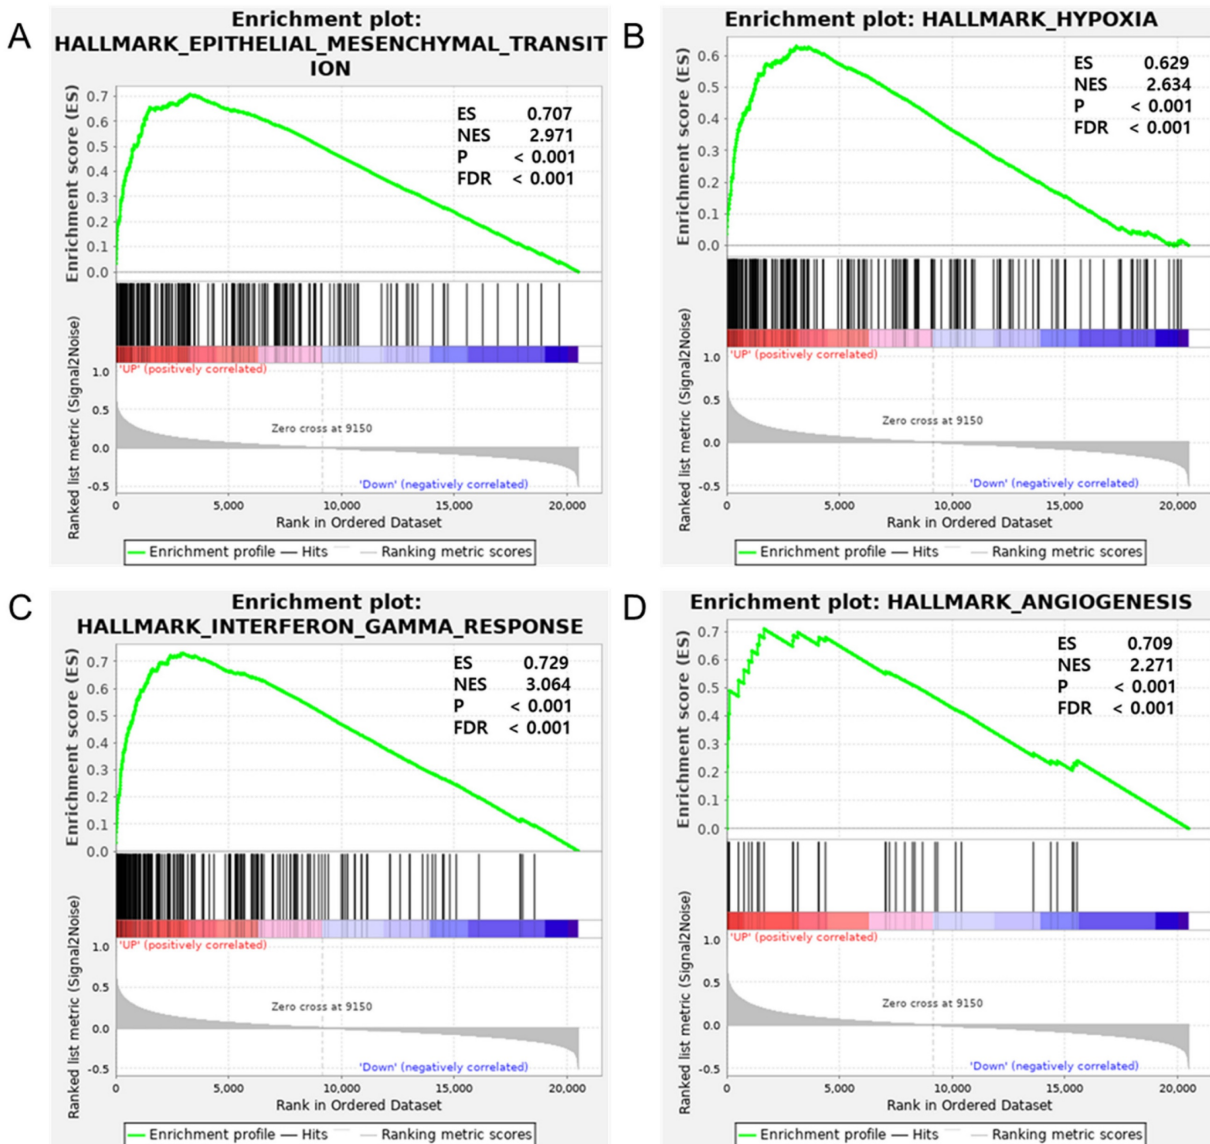 A
Enrichment plot:
HALLMARK_EPITHELIAL_MESENCHYMAL_TRANSIT
ION
Enrichment score (ES)
0.7
0.6
0.5
0.4
0.3
0.2
0.1
0.0
ES 0.707
NES 2.971
P < 0.001
FDR < 0.001
Ranked list metric (Signal2Noise)
'UP' (positively correlated)
1.0
0.5
0.0
-0.5
Zero cross at 9150
'Down' (negatively correlated)
0 5,000 10,000 15,000 20,000
Rank in Ordered Dataset
Enrichment profile Hits Ranking metric scores
B
Enrichment plot: HALLMARK_HYPOXIA
Enrichment score (ES)
0.6
0.5
0.4
0.3
0.2
0.1
0.0
ES 0.629
NES 2.634
P < 0.001
FDR < 0.001
Ranked list metric (Signal2Noise)
'UP' (positively correlated)
1.0
0.5
0.0
-0.5
Zero cross at 9150
'Down' (negatively correlated)
0 5,000 10,000 15,000 20,000
Rank in Ordered Dataset
Enrichment profile Hits Ranking metric scores
C
Enrichment plot:
HALLMARK_INTERFERON_GAMMA_RESPONSE
Enrichment score (ES)
0.7
0.6
0.5
0.4
0.3
0.2
0.1
0.0
ES 0.729
NES 3.064
P < 0.001
FDR < 0.001
Ranked list metric (Signal2Noise)
'UP' (positively correlated)
1.0
0.5
0.0
-0.5
Zero cross at 9150
'Down' (negatively correlated)
0 5,000 10,000 15,000 20,000
Rank in Ordered Dataset
Enrichment profile Hits Ranking metric scores
D
Enrichment plot: HALLMARK_ANGIOGENESIS
Enrichment score (ES)
0.7
0.6
0.5
0.4
0.3
0.2
0.1
0.0
ES 0.709
NES 2.271
P < 0.001
FDR < 0.001
Ranked list metric (Signal2Noise)
'UP' (positively correlated)
1.0
0.5
0.0
-0.5
Zero cross at 9150
'Down' (negatively correlated)
0 5,000 10,000 15,000 20,000
Rank in Ordered Dataset
Enrichment profile Hits Ranking metric scores